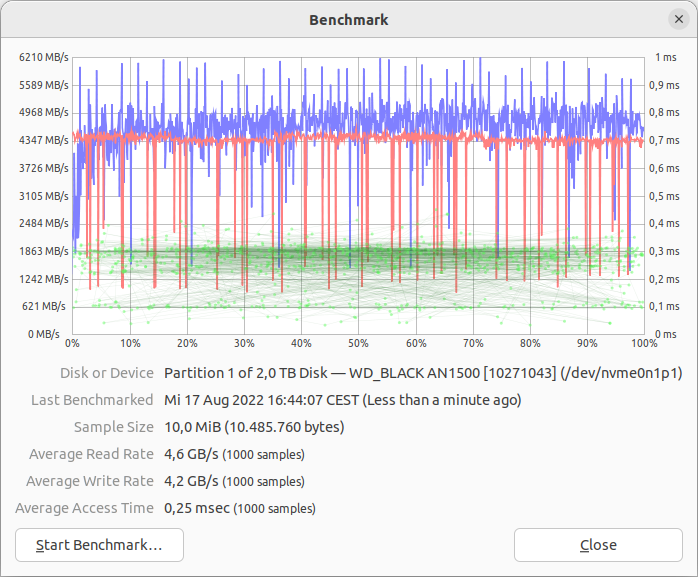 Benchmark
6210 MB/s
5589 MB/s
4968 MB/s
4347 MB/s
3726 MB/s
3105 MB/s
2484 MB/s
1863 MB/s
1242 MB/s
621 MB/s
0 MB/s
1 ms
0,9 ms
0,8 ms
0,7 ms
0,6 ms
0,5 ms
0,4 ms
0,3 ms
0,2 ms
0,1 ms
0 ms
0% 10% 20% 30% 40% 50% 60% 70% 80% 90% 100%
Disk or Device Partition 1 of 2,0 TB Disk — WD_BLACK AN1500 [10271043] (/dev/nvme0n1p1)
Last Benchmarked Mi 17 Aug 2022 16:44:07 CEST (Less than a minute ago)
Sample Size 10,0 MiB (10.485.760 bytes)
Average Read Rate 4,6 GB/s (1000 samples)
Average Write Rate 4,2 GB/s (1000 samples)
Average Access Time 0,25 msec (1000 samples)
Start Benchmark… Close